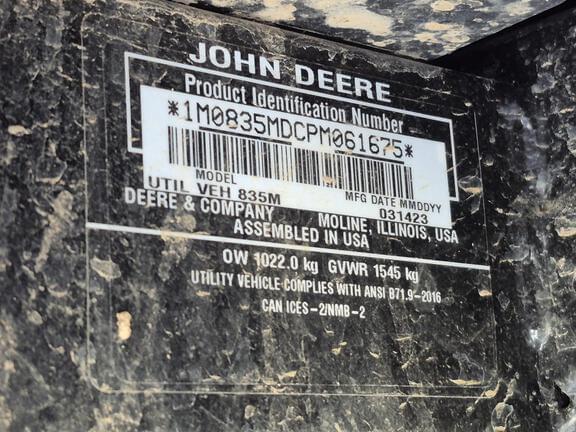 JOHN DEERE
Product Identification Number
*1M0835MDCPM061675*
MODEL
UTIL VEH 835M
MFG DATE MMDDYY
031423
DEERE & COMPANY MOLINE, ILLINOIS, USA
ASSEMBLED IN USA
OW 1022.0 kg GVWR 1545 kg
UTILITY VEHICLE COMPLIES WITH ANSI B71.9-2016
CAN ICES-2/NMB-2